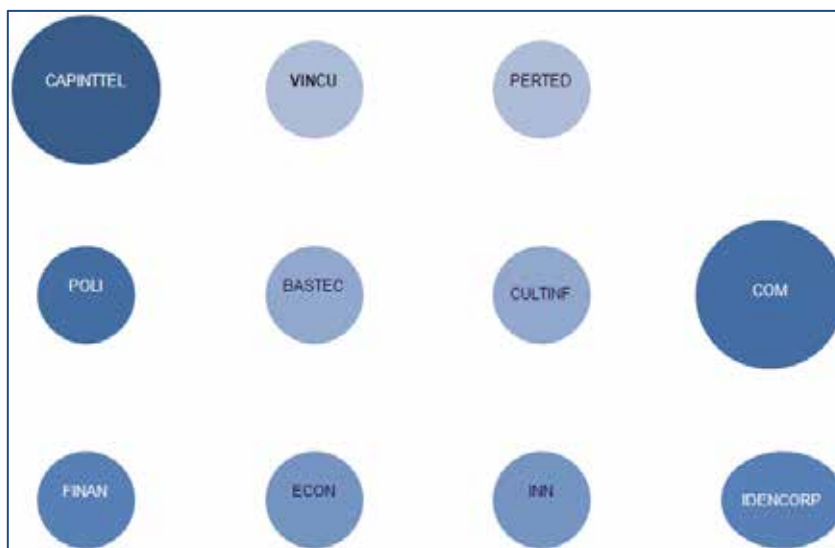 CAPINTTEL
VINCU
PERTED
POLI
BASTEC
CULTINF
COM
FINAN
ECON
INN
IDENCORP